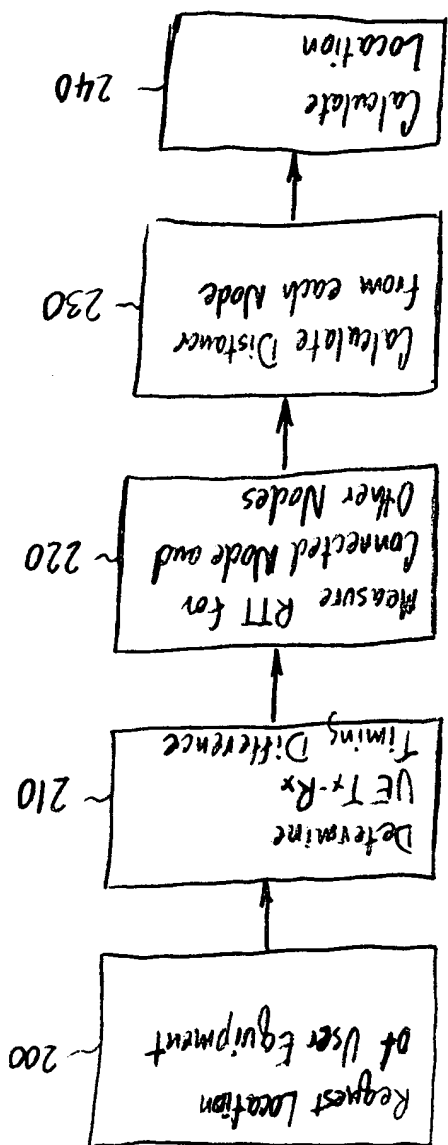 200 ~
Request Location
of User Equipment
210 ~
Determine
UE Tx-Rx
Timing Difference
220 ~
Measure RTT for
Connected Node and
Other Nodes
230 ~
Calculate Distance
from each Node
240 ~
Calculate
Location